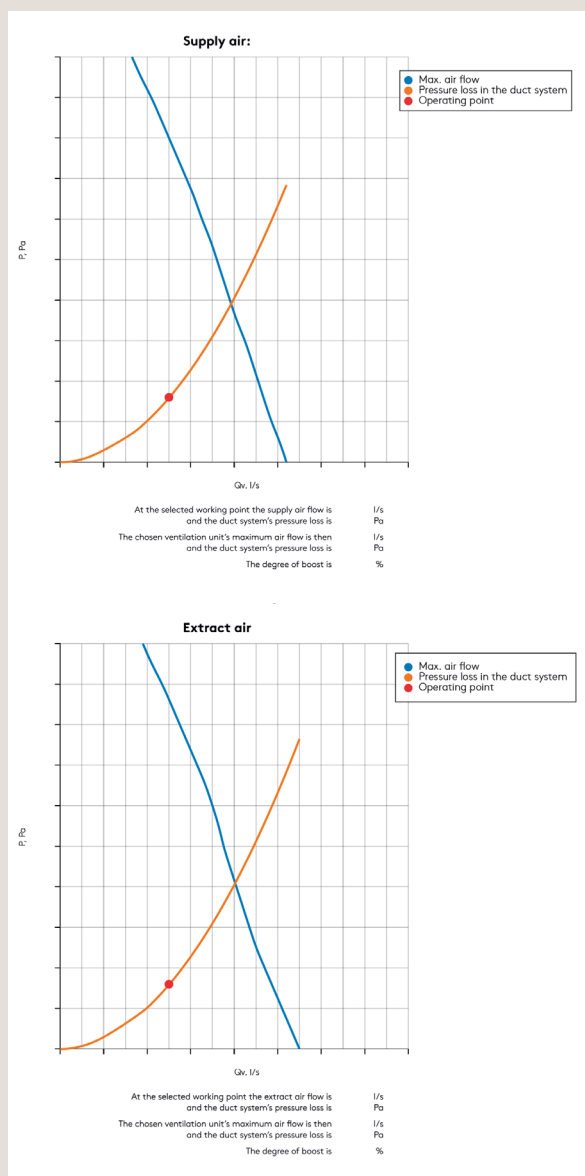 Supply air:
Max. air flow
Pressure loss in the duct system
Operating point
P, Pa
Qv, l/s
At the selected working point the supply air flow is l/s
and the duct system's pressure loss is Pa
The chosen ventilation unit's maximum air flow is then l/s
and the duct system's pressure loss is Pa
The degree of boost is %
Extract air
Max. air flow
Pressure loss in the duct system
Operating point
P, Pa
Qv, l/s
At the selected working point the extract air flow is l/s
and the duct system's pressure loss is Pa
The chosen ventilation unit's maximum air flow is then l/s
and the duct system's pressure loss is Pa
The degree of boost is %